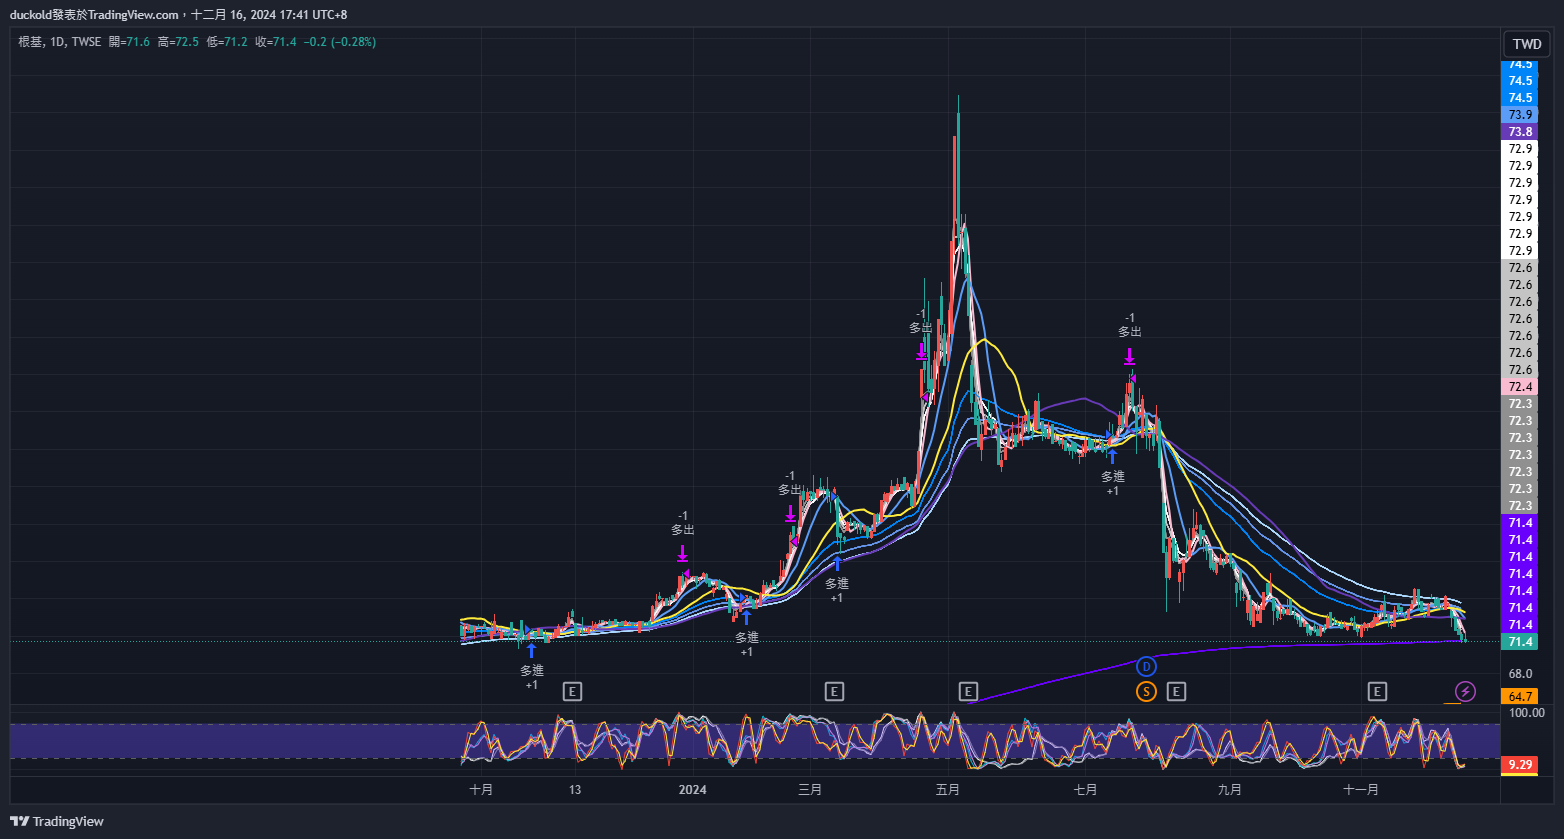 duckold發表於TradingView.com，十二月 16, 2024 17:41 UTC+8
根基, 1D, TWSE 開=71.6 高=72.5 低=71.2 收=71.4 −0.2 (−0.28%)
TWD
74.5
74.5
74.5
73.9
73.8
72.9
72.9
72.9
72.9
72.9
72.9
72.9
72.6
72.6
72.6
72.6
72.6
72.6
72.6
72.4
72.3
72.3
72.3
72.3
72.3
72.3
72.3
71.4
71.4
71.4
71.4
71.4
71.4
71.4
71.4
68.0
64.7
100.00
9.29
-1
多出
-1
多出
-1
多出
-1
多出
多進
+1
多進
+1
多進
+1
多進
+1
E
E
E
D
S
E
E
十月
13
2024
三月
五月
七月
九月
十一月
TradingView